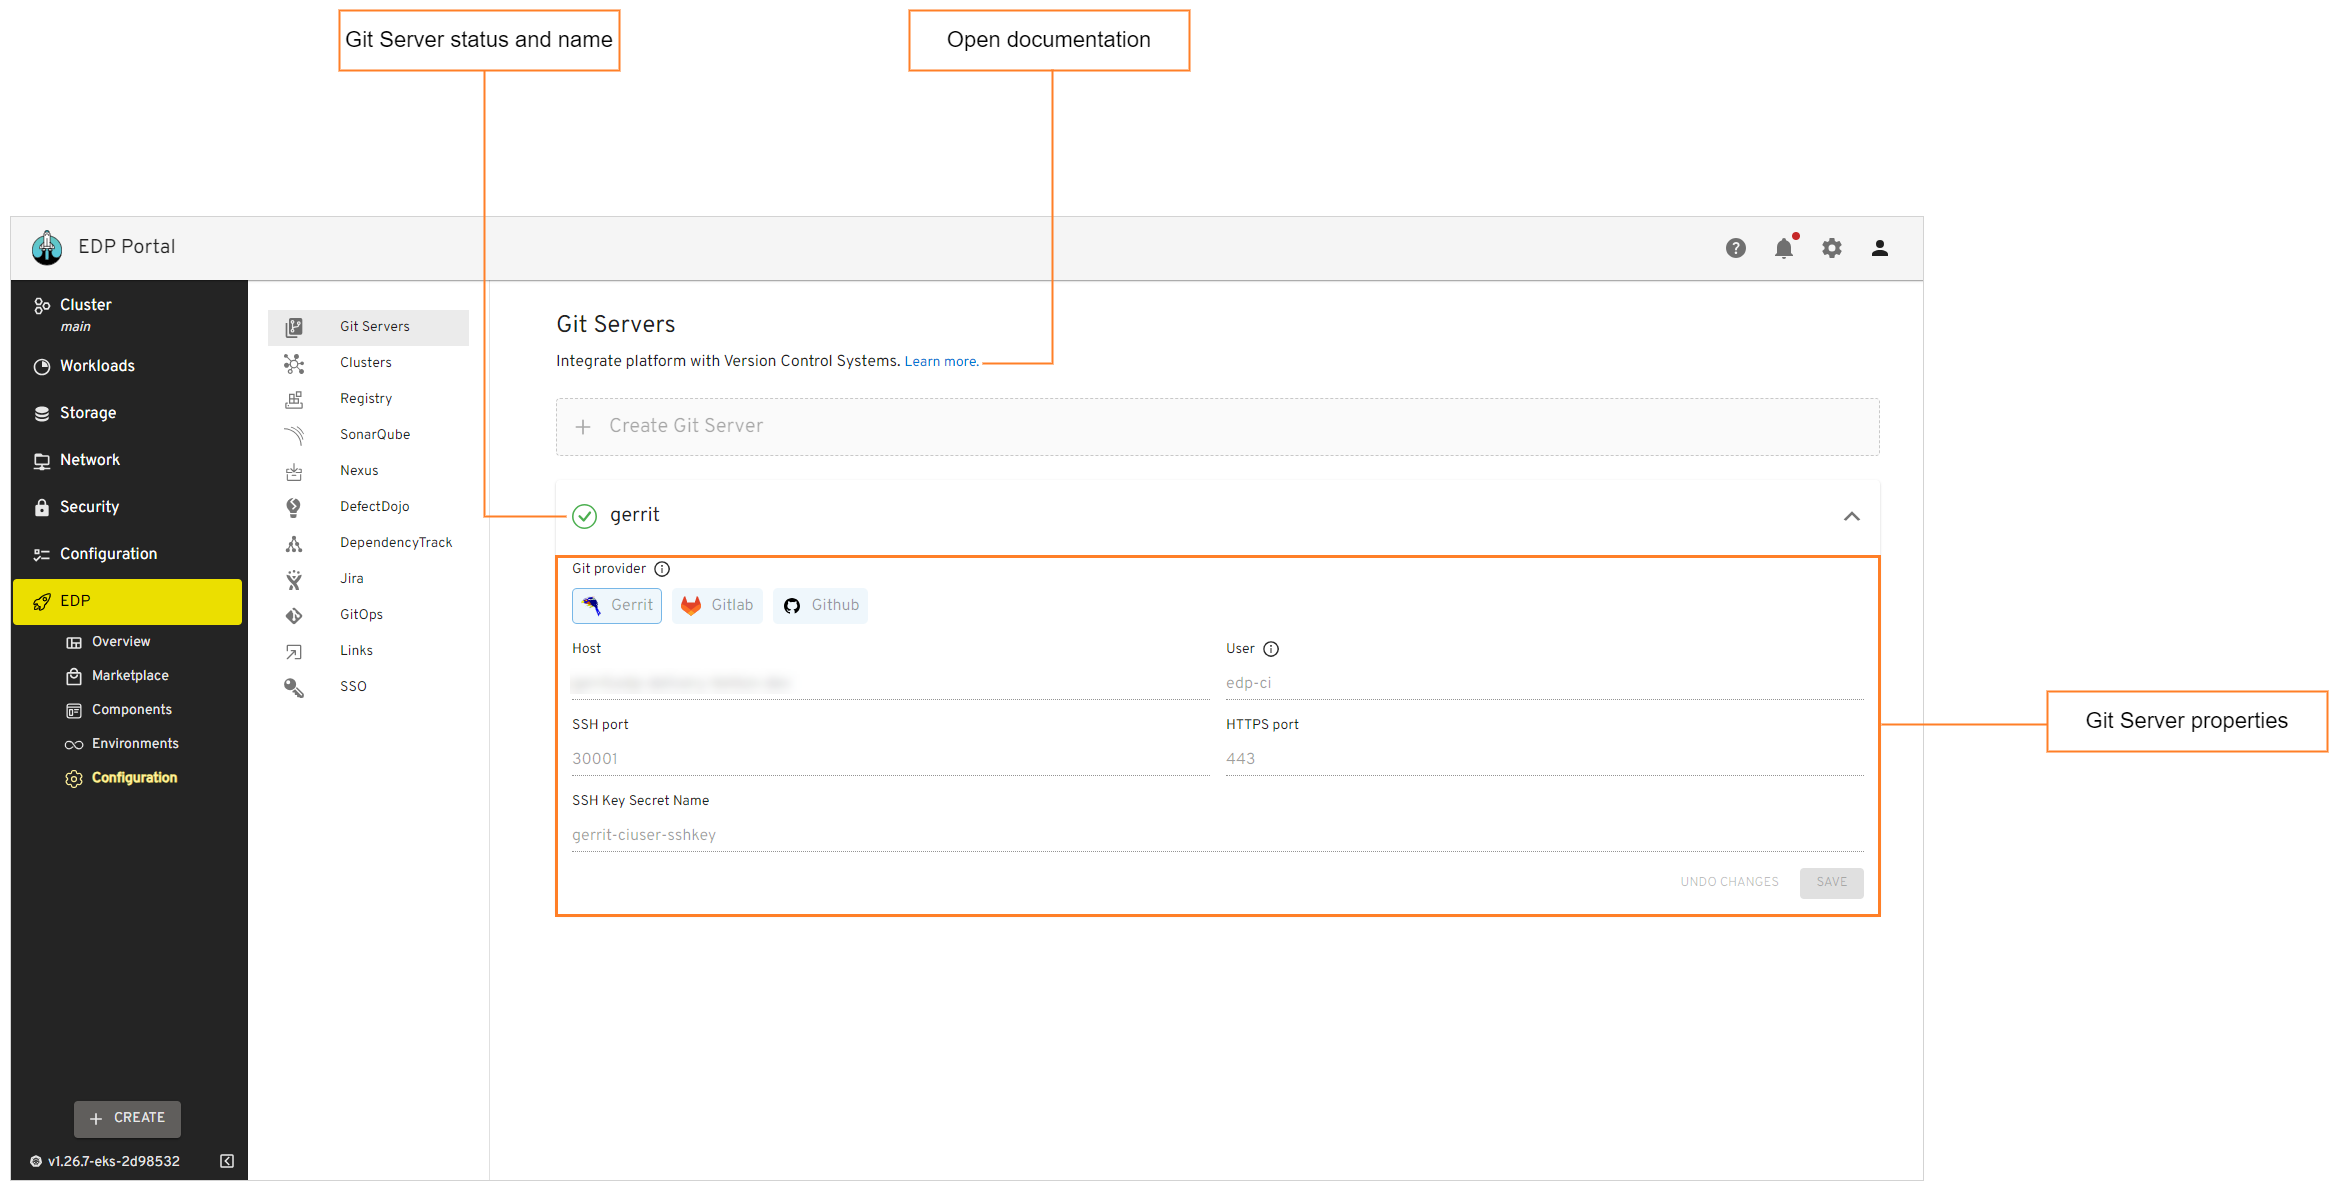 Git Server status and name
Open documentation
EDP Portal
Cluster
main
Workloads
Storage
Network
Security
Configuration
EDP
Overview
Marketplace
Components
Environments
Configuration
+ CREATE
v1.26.7-eks-2d98532
Git Servers
Clusters
Registry
SonarQube
Nexus
DefectDojo
DependencyTrack
Jira
GitOps
Links
SSO
Git Servers
Integrate platform with Version Control Systems. Learn more.
+ Create Git Server
gerrit
Git provider
Gerrit Gitlab Github
Host User
edp-ci
SSH port HTTPS port
30001 443
SSH Key Secret Name
gerrit-ciuser-sshkey
UNDO CHANGES SAVE
Git Server properties